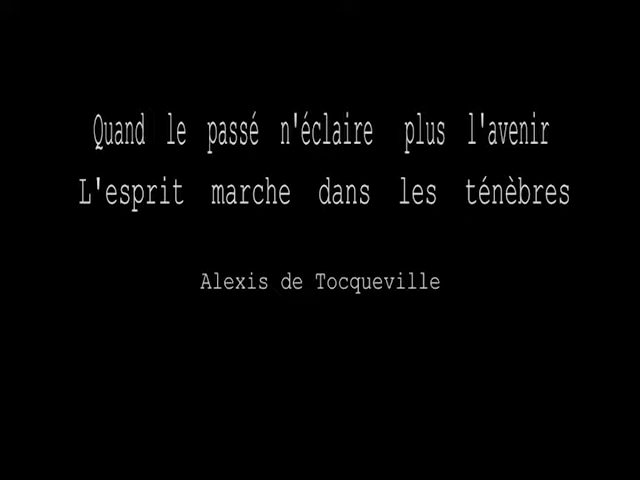 Quand le passé n'éclaire plus l'avenir
L'esprit marche dans les ténèbres
Alexis de Tocqueville